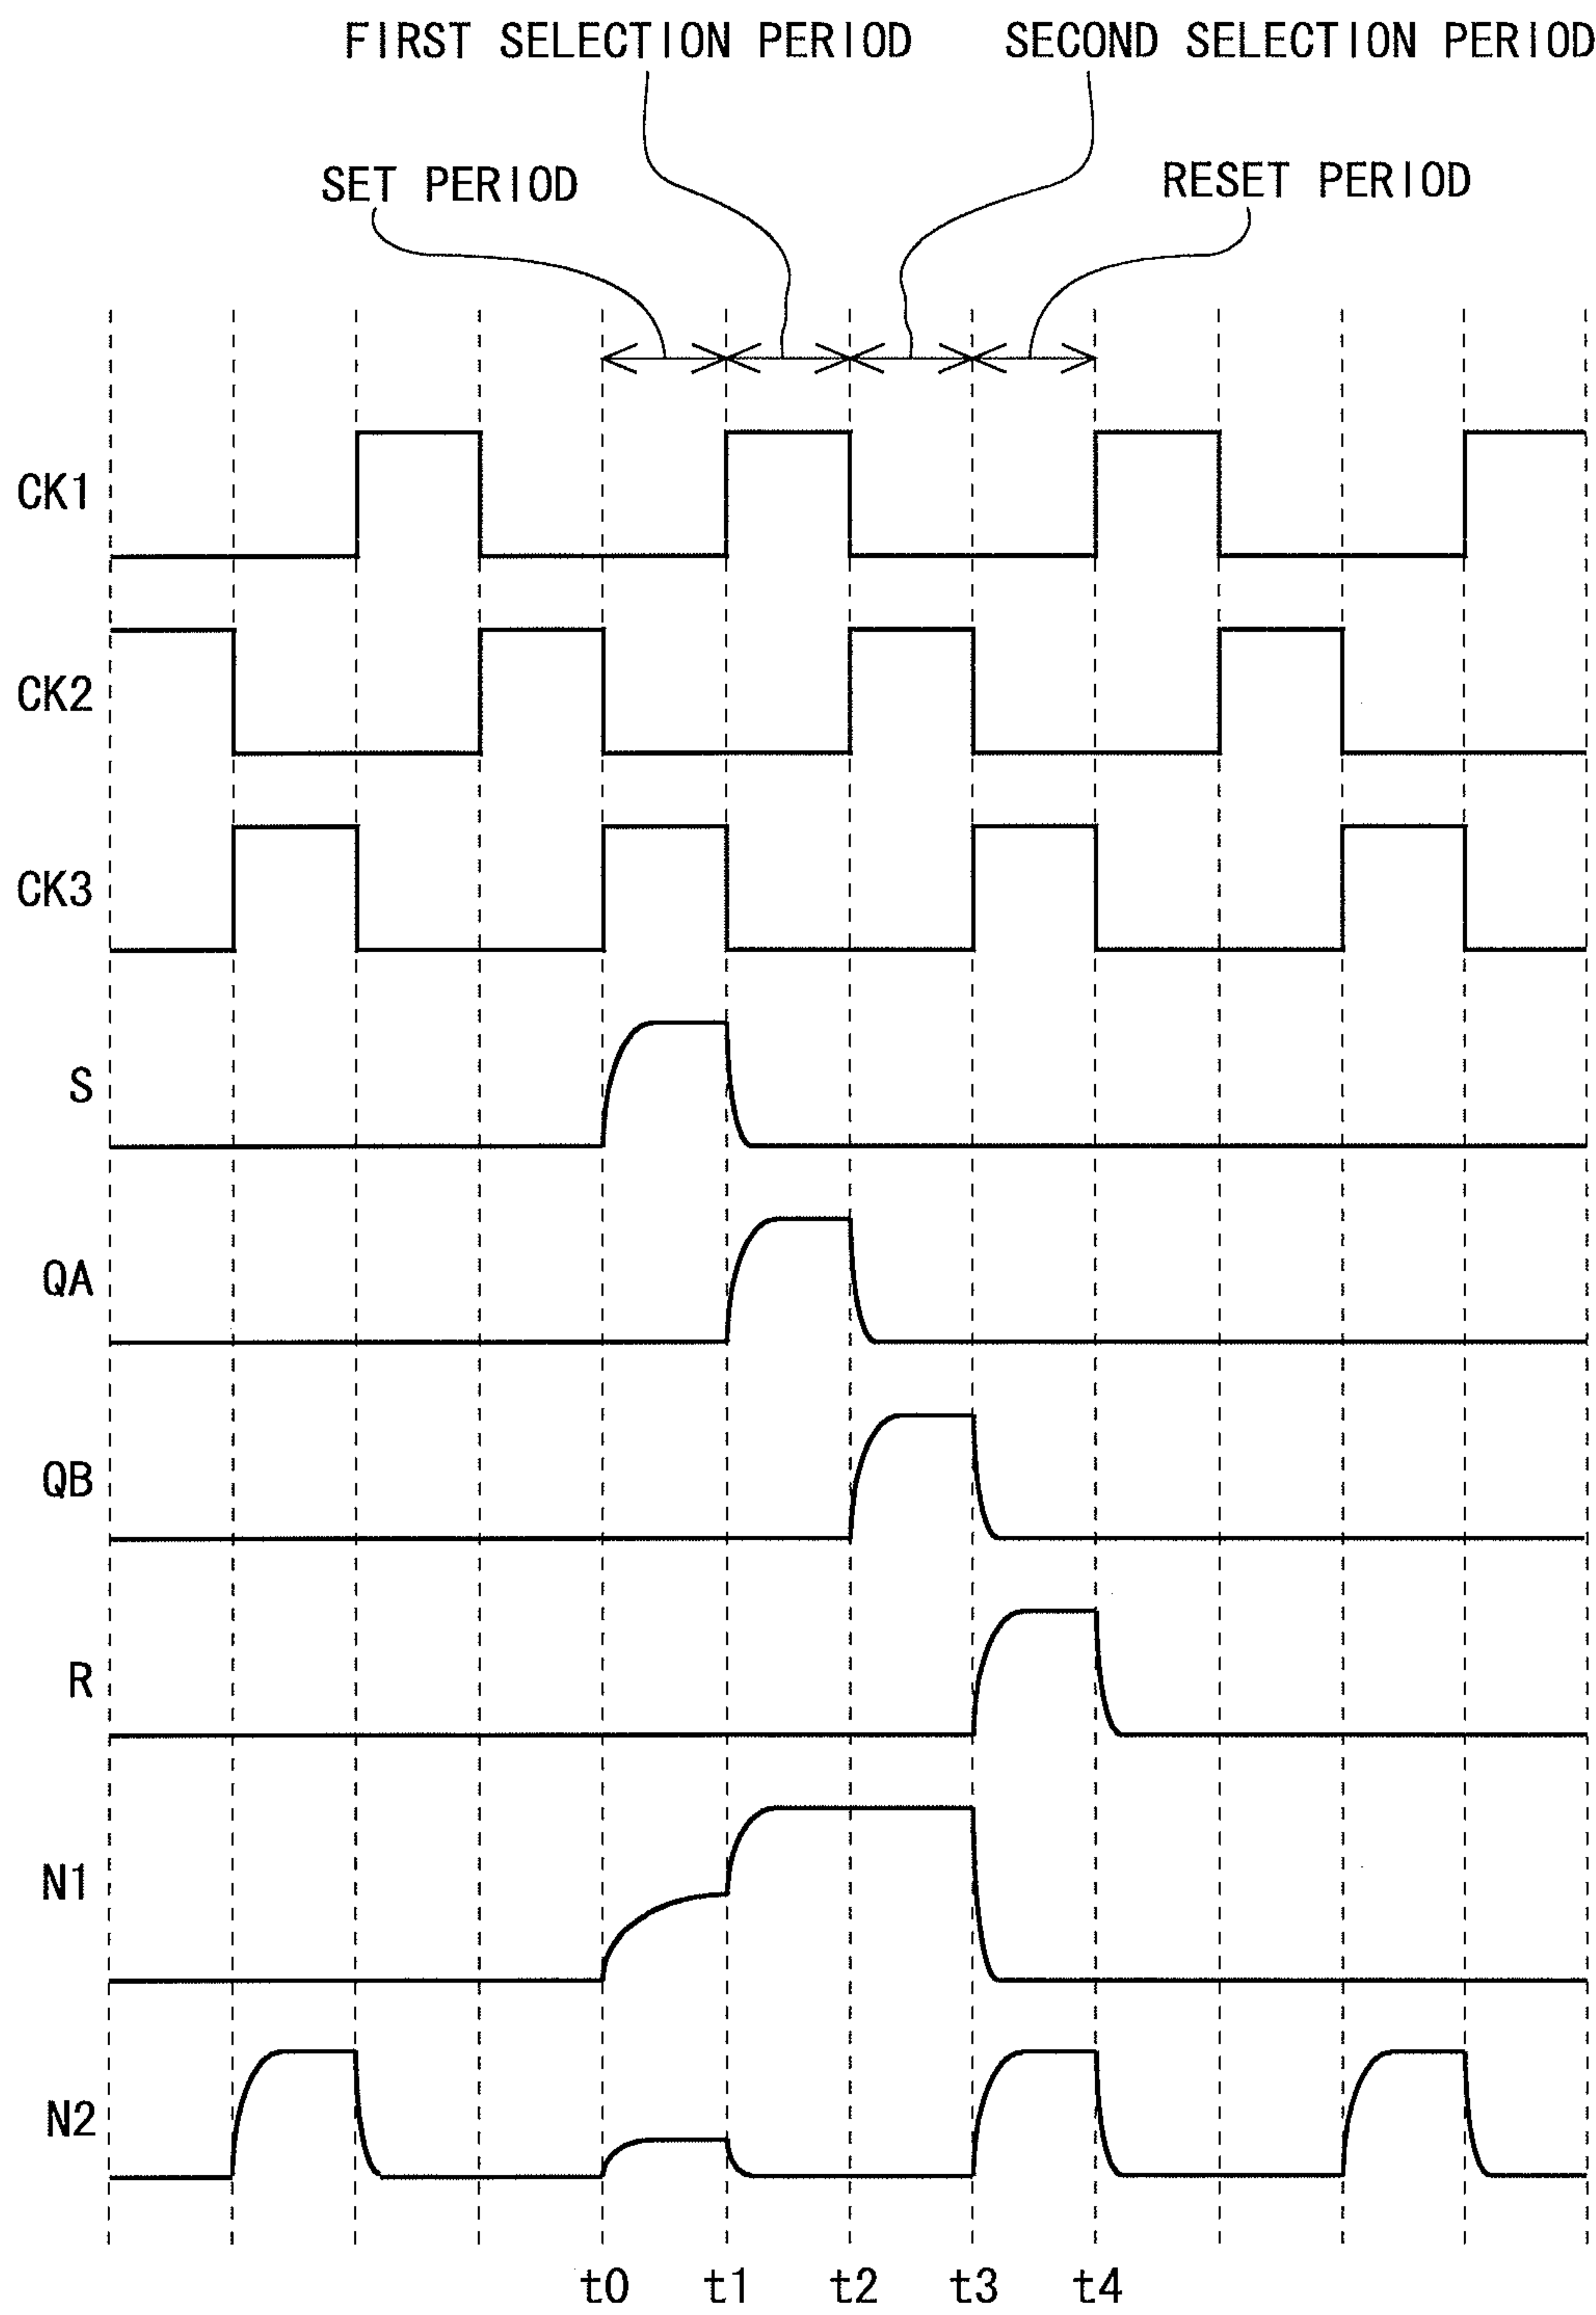 FIRST SELECTION PERIOD
SECOND SELECTION PERIOD
SET PERIOD
RESET PERIOD
CK1
CK2
CK3
S
QA
QB
R
N1
N2
t0 t1 t2 t3 t4